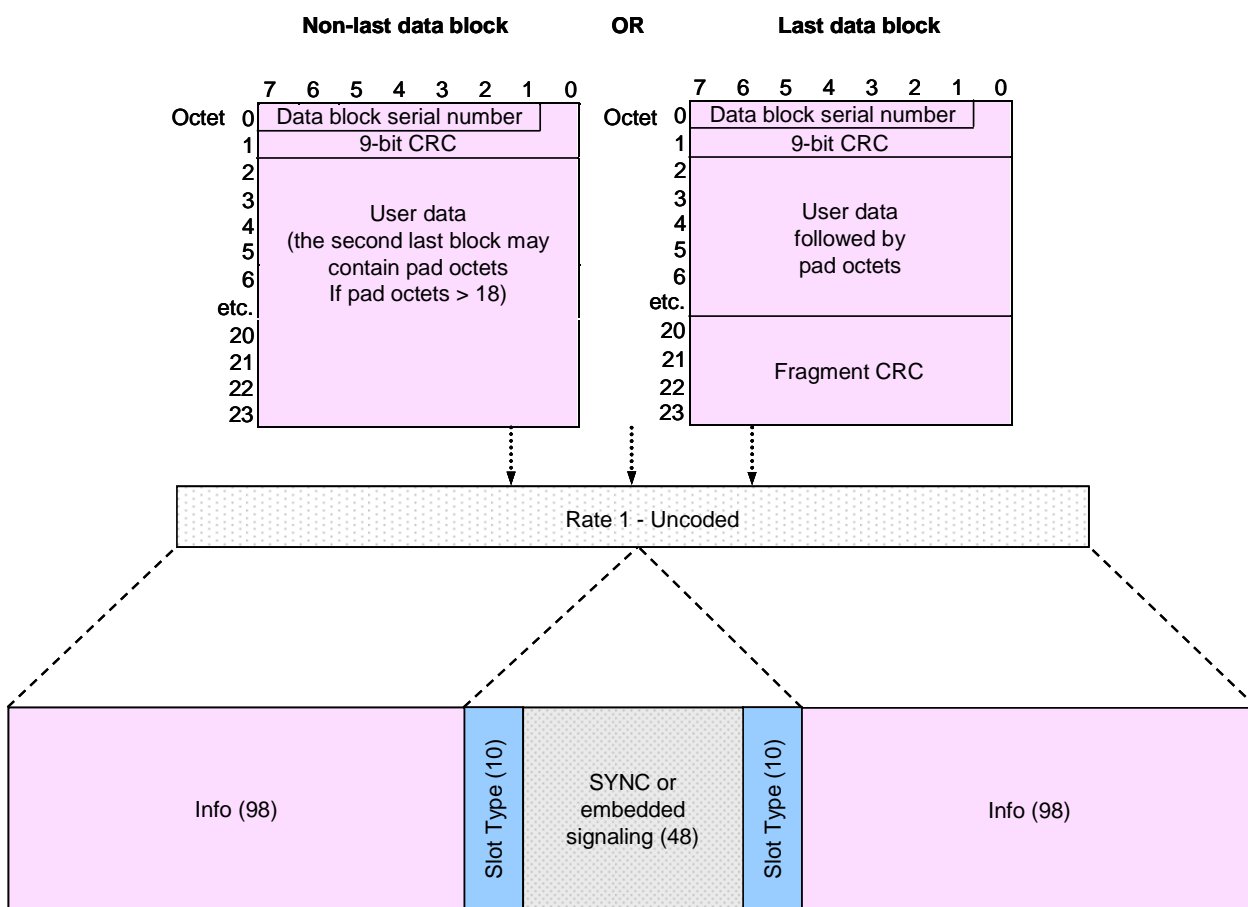 Non-last data block OR Last data block
7 6 5 4 3 2 1 0
Octet 0 Data block serial number
1 9-bit CRC
2
3
4
5
6
etc.
20
21
22
23
User data
(the second last block may
contain pad octets
If pad octets > 18)
7 6 5 4 3 2 1 0
Octet 0 Data block serial number
1 9-bit CRC
2
3
4
5
6
etc.
20
21
22
23
User data
followed by
pad octets
Fragment CRC
Rate 1 - Uncoded
Info (98)
Slot Type (10)
SYNC or
embedded
signaling (48)
Slot Type (10)
Info (98)